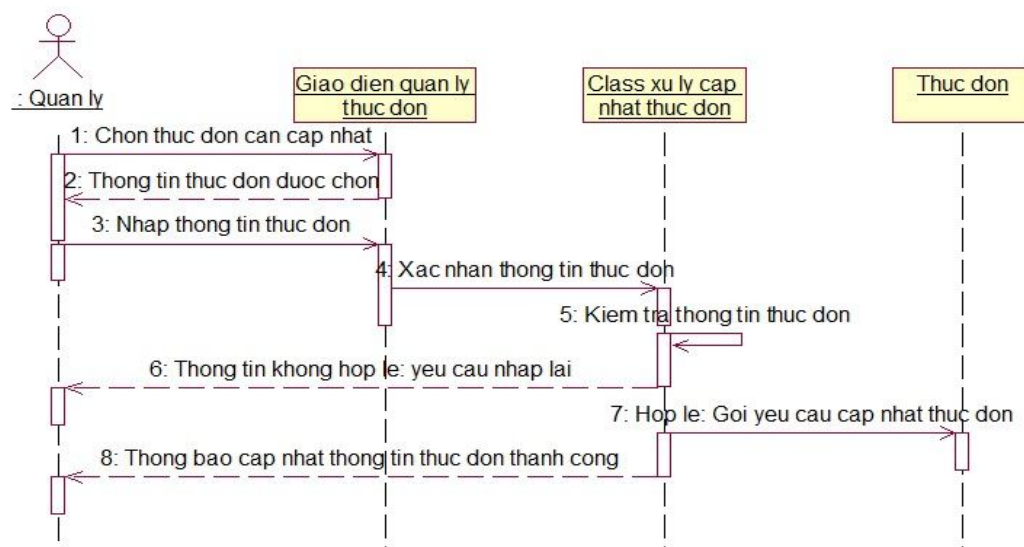 : Quan ly
Giao dien quan ly
thuc don
Class xu ly cap
nhat thuc don
Thuc don
1: Chon thuc don can cap nhat
2: Thong tin thuc don duoc chon
3: Nhap thong tin thuc don
4: Xac nhan thong tin thuc don
5: Kiem tra thong tin thuc don
6: Thong tin khong hop le: yeu cau nhap lai
7: Hop le: Goi yeu cau cap nhat thuc don
8: Thong bao cap nhat thong tin thuc don thanh cong